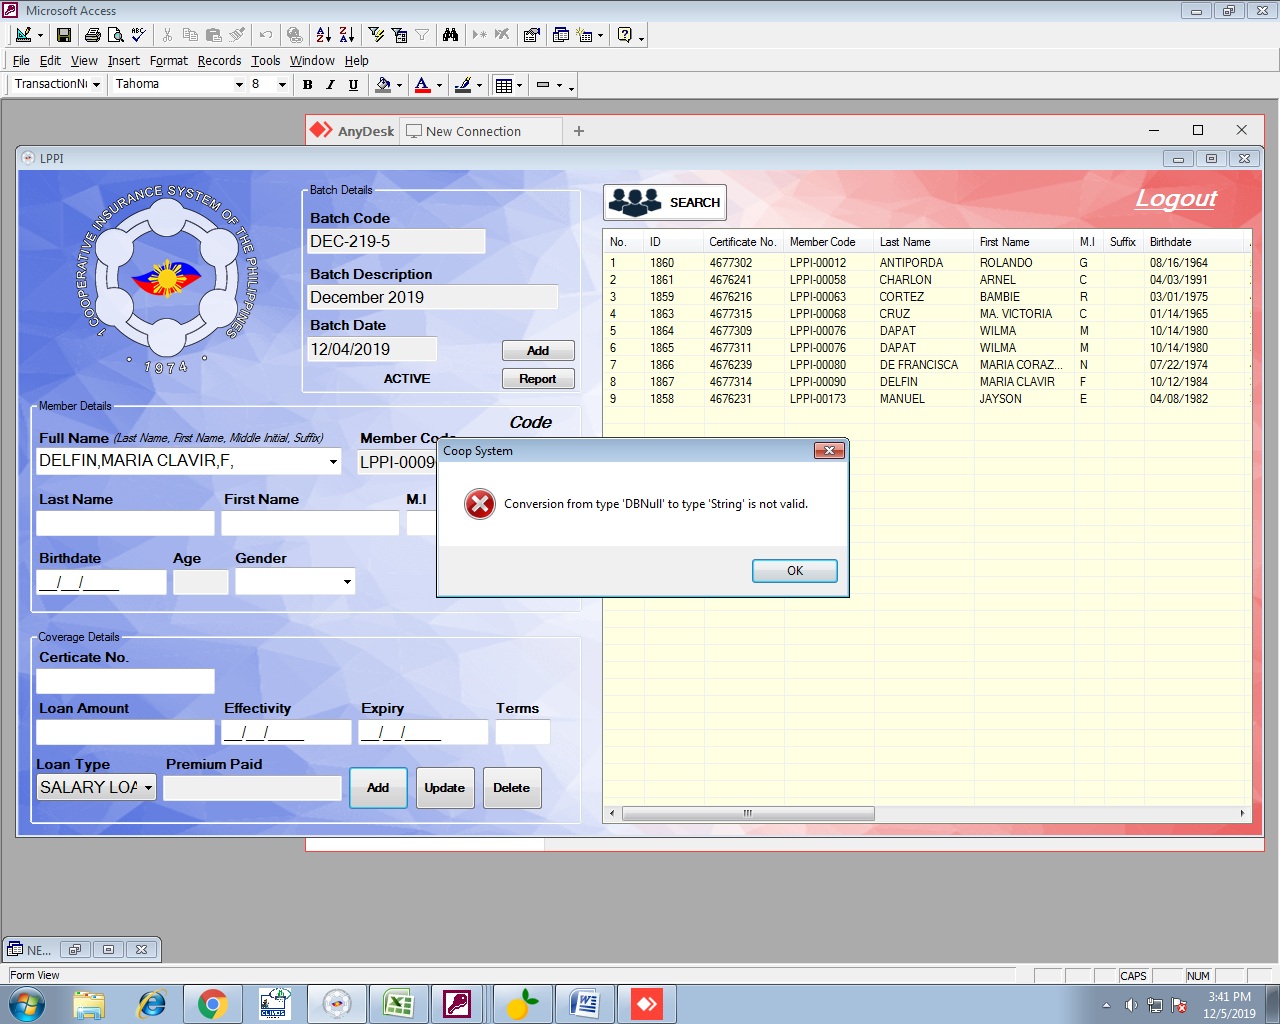 Microsoft Access
File Edit View Insert Format Records Tools Window Help
TransactionNu Tahoma 8 B I U
AnyDesk New Connection +
LPPI
1 COOPERATIVE INSURANCE SYSTEM OF THE PHILIPPINES
• 1974 •
Batch Details
Batch Code
DEC-219-5
Batch Description
December 2019
Batch Date
12/04/2019
Add
ACTIVE
Report
SEARCH
Logout
No. ID Certificate No. Member Code Last Name First Name M.I Suffix Birthdate
1 1860 4677302 LPPI-00012 ANTIPORDA ROLANDO G 08/16/1964
2 1861 4676241 LPPI-00058 CHARLON ARNEL C 04/03/1991
3 1859 4676216 LPPI-00063 CORTEZ BAMBIE R 03/01/1975
4 1863 4677315 LPPI-00068 CRUZ MA. VICTORIA C 01/14/1965
5 1864 4677309 LPPI-00076 DAPAT WILMA M 10/14/1980
6 1865 4677311 LPPI-00076 DAPAT WILMA M 10/14/1980
7 1866 4676239 LPPI-00080 DE FRANCISCA MARIA CORAZ... N 07/22/1974
8 1867 4677314 LPPI-00090 DELFIN MARIA CLAVIR F 10/12/1984
9 1858 4676231 LPPI-00173 MANUEL JAYSON E 04/08/1982
Member Details
Code
Full Name (Last Name, First Name, Middle Initial, Suffix) Member Code
DELFIN,MARIA CLAVIR,F, LPPI-0009
Last Name First Name M.I
Birthdate Age Gender
__/__/____
Coop System
Conversion from type 'DBNull' to type 'String' is not valid.
OK
Coverage Details
Certicate No.
Loan Amount Effectivity Expiry Terms
__/__/____ __/__/____
Loan Type Premium Paid
SALARY LOA
Add Update Delete
NE...
Form View CAPS NUM
3:41 PM
12/5/2019